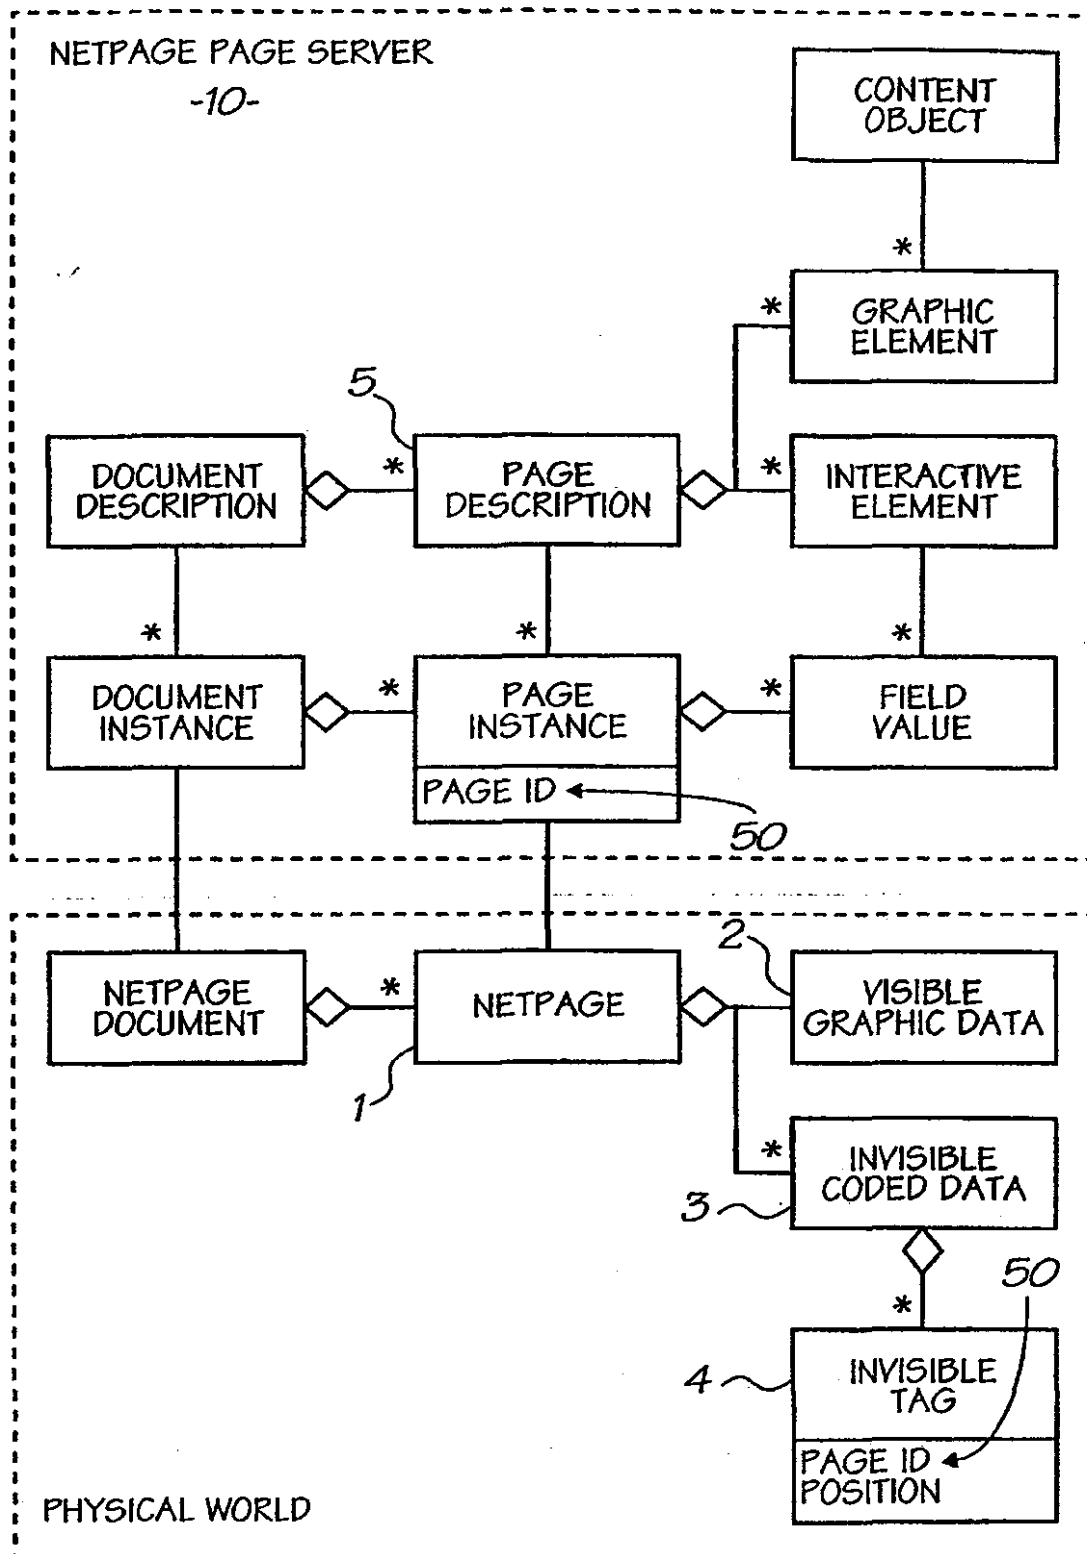 NETPAGE PAGE SERVER
-10-
CONTENT
OBJECT
*
*
GRAPHIC
ELEMENT
5
DOCUMENT
DESCRIPTION
*
PAGE
DESCRIPTION
*
INTERACTIVE
ELEMENT
*
*
*
DOCUMENT
INSTANCE
*
PAGE
INSTANCE
*
FIELD
VALUE
PAGE ID
50
2
NETPAGE
DOCUMENT
*
NETPAGE
VISIBLE
GRAPHIC DATA
1
*
INVISIBLE
CODED DATA
3
50
*
4
INVISIBLE
TAG
PAGE ID
POSITION
PHYSICAL WORLD